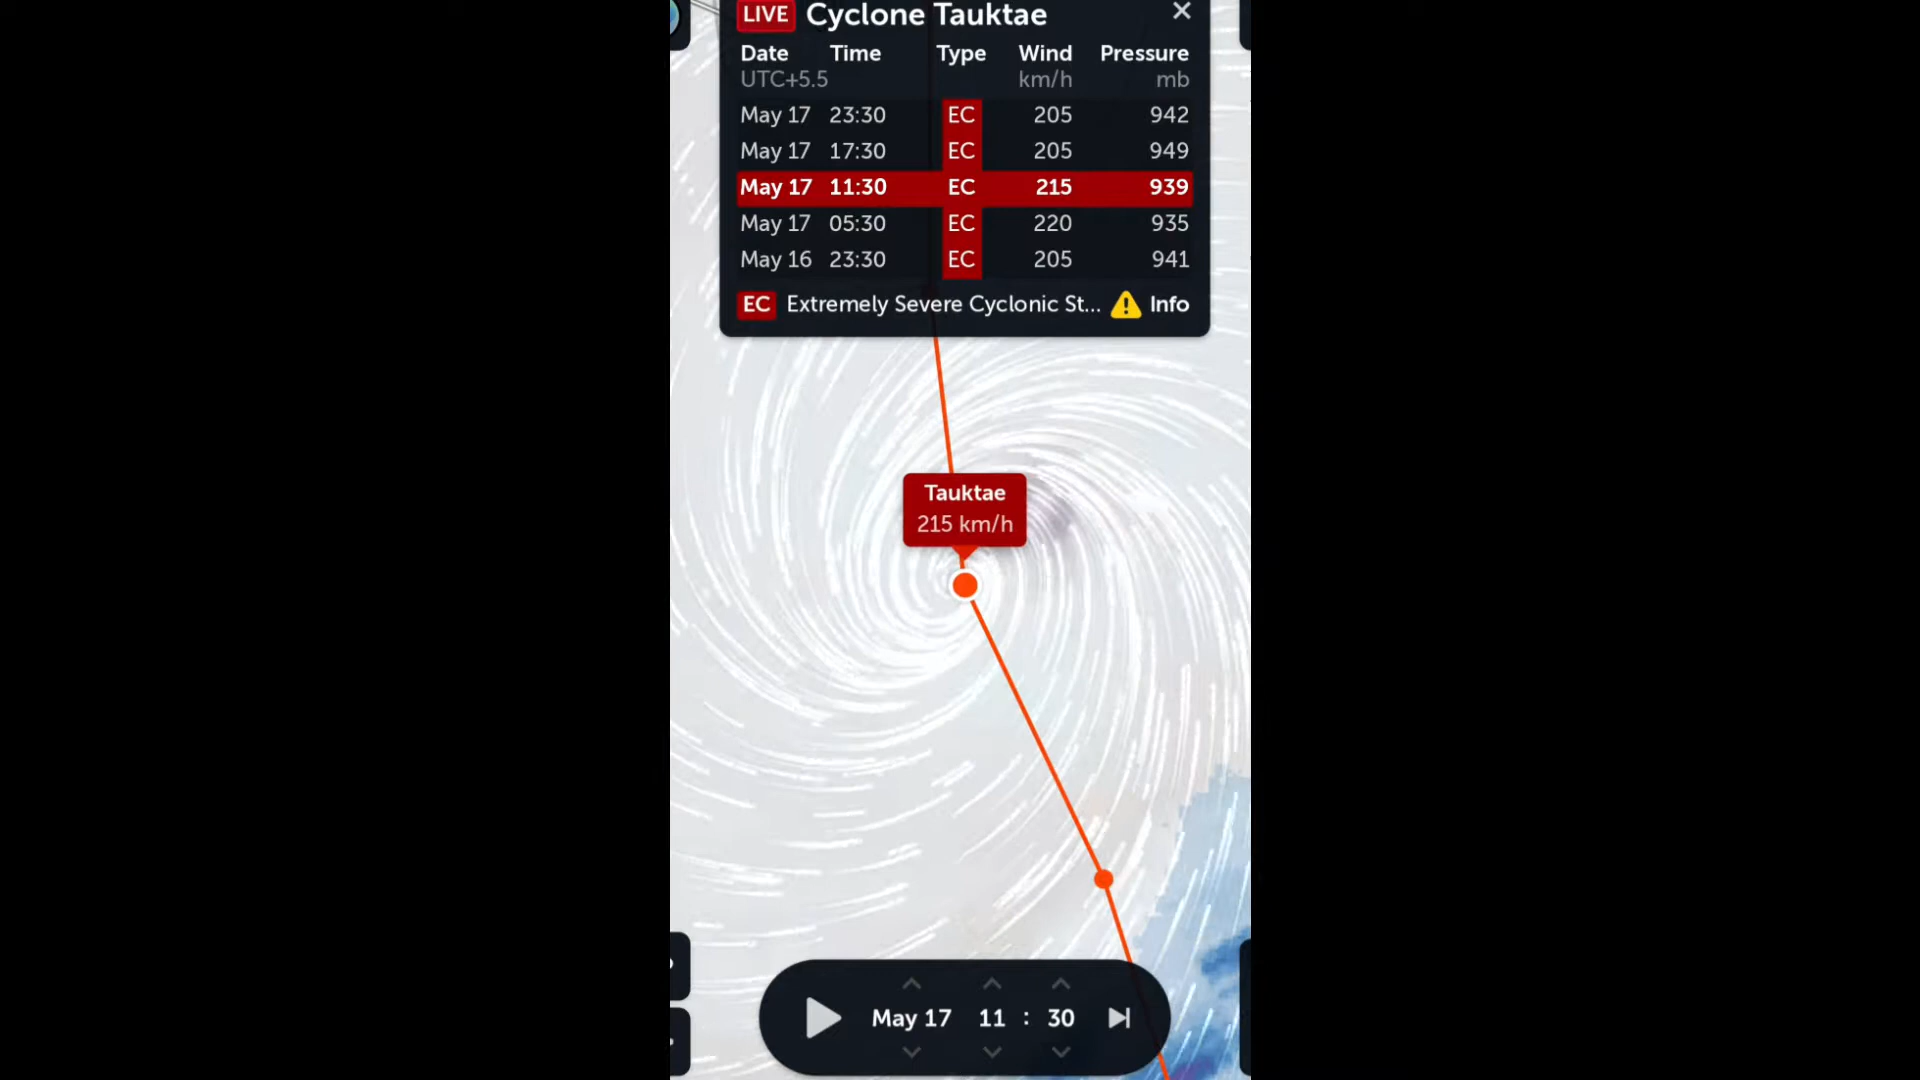 LIVE Cyclone Tauktae ✕
Date Time Type Wind Pressure
UTC+5.5 km/h mb
May 17 23:30 EC 205 942
May 17 17:30 EC 205 949
May 17 11:30 EC 215 939
May 17 05:30 EC 220 935
May 16 23:30 EC 205 941
EC Extremely Severe Cyclonic St... Info
Tauktae
215 km/h
May 17 11 : 30